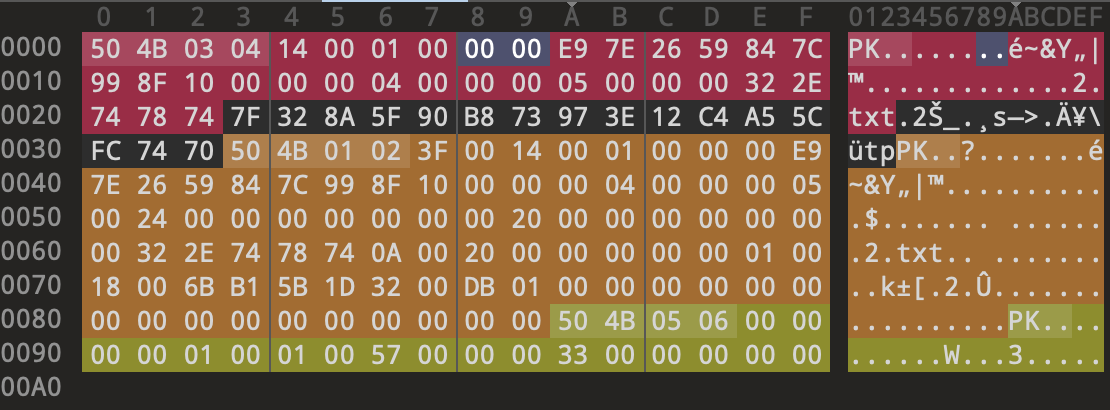 0 1 2 3 4 5 6 7 8 9 A B C D E F 0123456789ABCDEF
0000 50 4B 03 04 14 00 01 00 00 00 E9 7E 26 59 84 7C PK........é~&Y„|
0010 99 8F 10 00 00 00 04 00 00 00 05 00 00 00 32 2E ™.............2.
0020 74 78 74 7F 32 8A 5F 90 B8 73 97 3E 12 C4 A5 5C txt.2Š_.¸s—>.Ä¥\
0030 FC 74 70 50 4B 01 02 3F 00 14 00 01 00 00 00 E9 ütpPK..?.......é
0040 7E 26 59 84 7C 99 8F 10 00 00 00 04 00 00 00 05 ~&Y„|™..........
0050 00 24 00 00 00 00 00 00 00 20 00 00 00 00 00 00 .$....... ......
0060 00 32 2E 74 78 74 0A 00 20 00 00 00 00 00 01 00 .2.txt.. .......
0070 18 00 6B B1 5B 1D 32 00 DB 01 00 00 00 00 00 00 ..k±[.2.Û.......
0080 00 00 00 00 00 00 00 00 00 00 50 4B 05 06 00 00 ..........PK....
0090 00 00 01 00 01 00 57 00 00 00 33 00 00 00 00 00 ......W...3.....
00A0